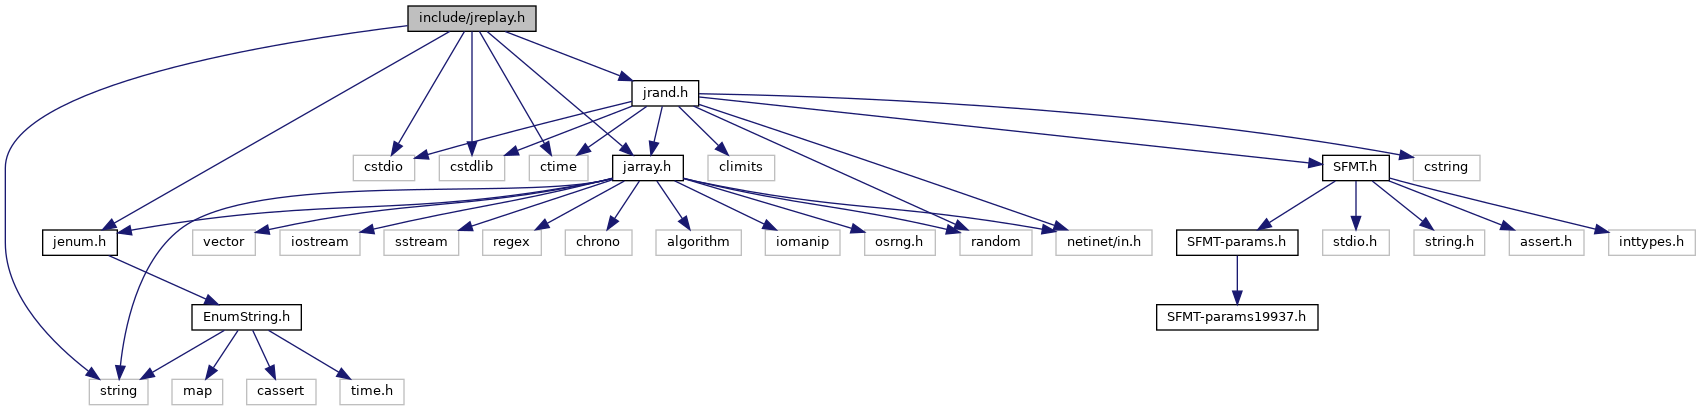 include/jreplay.h
jrand.h
cstdio
cstdlib
ctime
jarray.h
climits
SFMT.h
cstring
jenum.h
vector
iostream
sstream
regex
chrono
algorithm
iomanip
osrng.h
random
netinet/in.h
SFMT-params.h
stdio.h
string.h
assert.h
inttypes.h
EnumString.h
SFMT-params19937.h
string
map
cassert
time.h